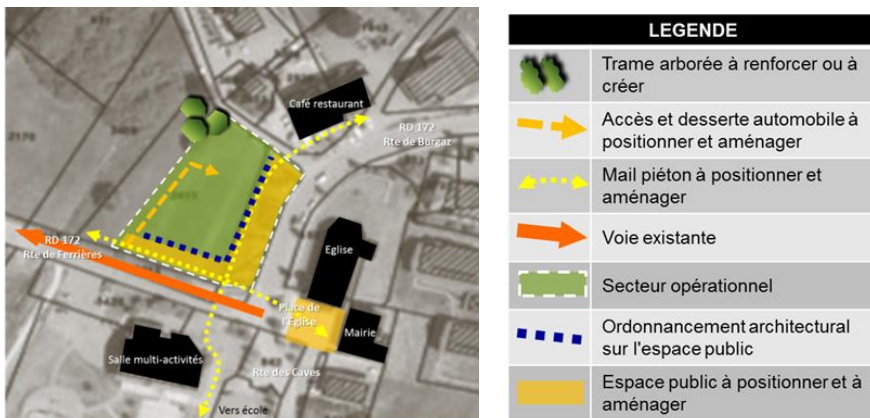 Café restaurant
RD 172
Rte de Burgaz
RD 172
Rte de Ferrières
Eglise
Place de
l'Eglise
Mairie
Salle multi-activités
Rte des Caves
Vers école
LEGENDE
Trame arborée à renforcer ou à
créer
Accès et desserte automobile à
positionner et aménager
Mail piéton à positionner et
aménager
Voie existante
Secteur opérationnel
Ordonnancement architectural
sur l'espace public
Espace public à positionner et à
aménager